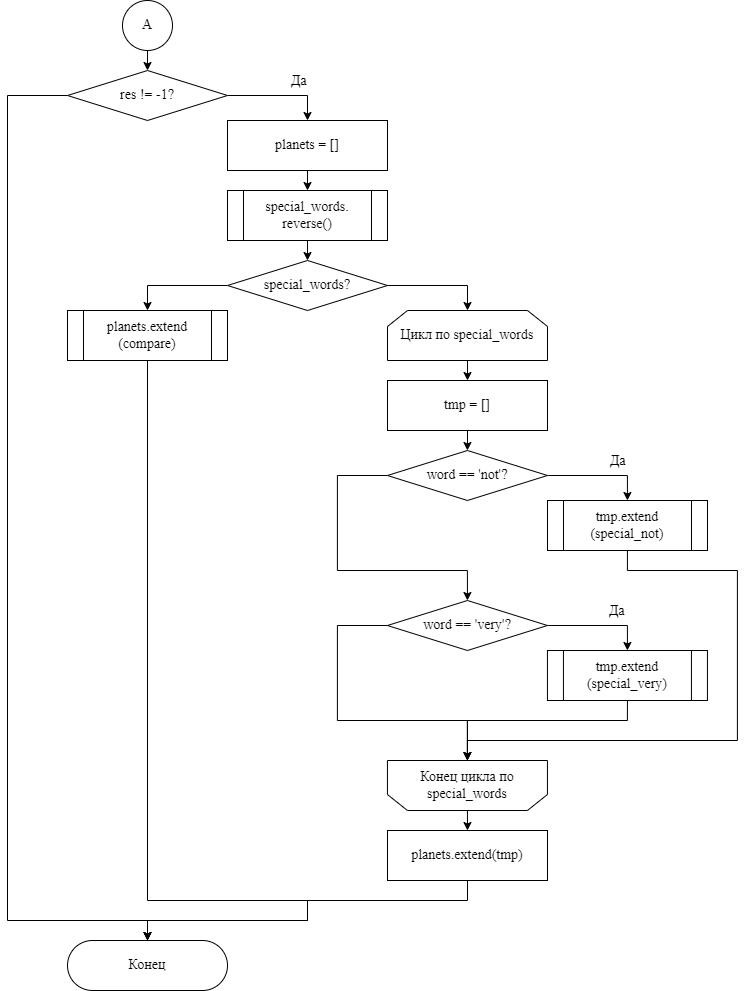 A
res != -1?
Да
planets = []
special_words.
reverse()
special_words?
planets.extend
(compare)
Цикл по special_words
tmp = []
word == 'not'?
Да
tmp.extend
(special_not)
word == 'very'?
Да
tmp.extend
(special_very)
Конец цикла по
special_words
planets.extend(tmp)
Конец